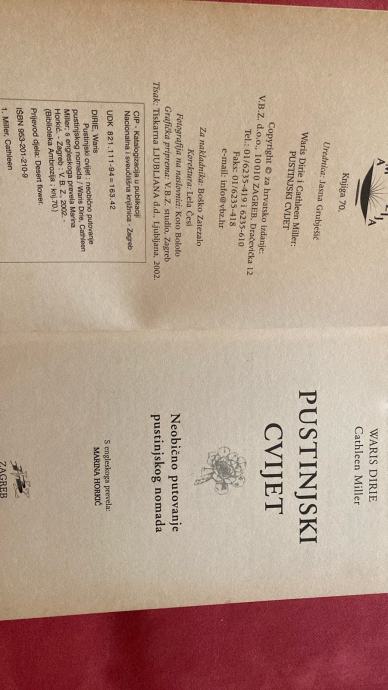 Knjiga 70.
Urednica: Jasna Grubješić
Waris Dirie i Cathleen Miller:
PUSTINJSKI CVIJET
Copyright © za hrvatsko izdanje:
V.B.Z. d.o.o., 10010 ZAGREB, Dračevička 12
Tel.: 01/6235-419 i 6235-610
Faks: 01/6235-418
e-mail: info@vbz.hr
Za nakladnika: Boško Zatezalo
Korektura: Lela Česi
Fotografija na naslovnici: Koto Bolofo
Grafička priprema: V.B.Z. studio, Zagreb
Tisak: Tiskarna LJUBLJANA d.d., Ljubljana, 2002.
CIP - Katalogizacija u publikaciji
Nacionalna i sveučilišna knjižnica - Zagreb
UDK 821.111-94=163.42
DIRIE, Waris
Pustinjski cvijet : neobično putovanje
pustinjskog nomada / Waris Dirie, Cathleen
Miller ; s engleskoga prevela Marina
Horkić. - Zagreb : V. B. Z., 2002. -
(Biblioteka Ambrozija ; knj. 70)
Prijevod djela: Desert flower.
ISBN 953-201-210-9
1. Miller, Cathleen
WARIS DIRIE
Cathleen Miller
PUSTINJSKI
CVIJET
Neobično putovanje
pustinjskog nomada
S engleskoga prevela:
MARINA HORKIĆ
ZAGREB